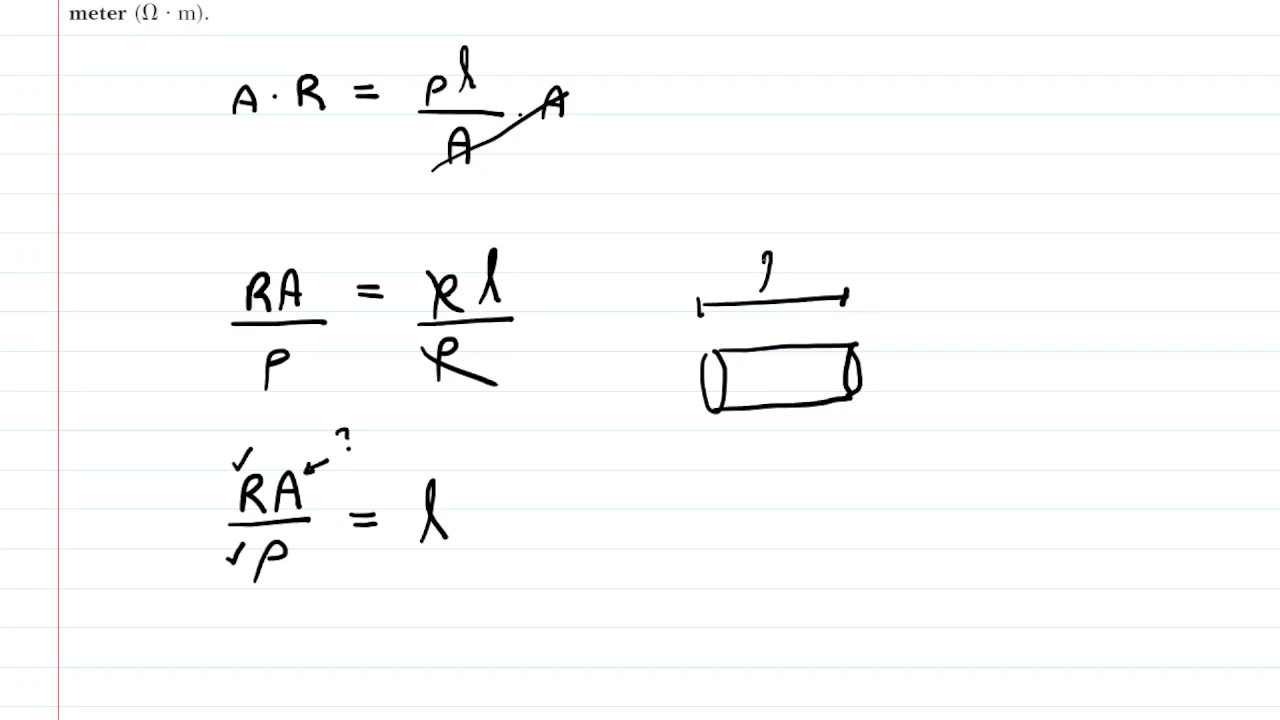 meter (Ω · m).
A · R = ρl / A · A
RA / ρ = ρl / ρ
?
?
✓ RA / ✓ ρ = l